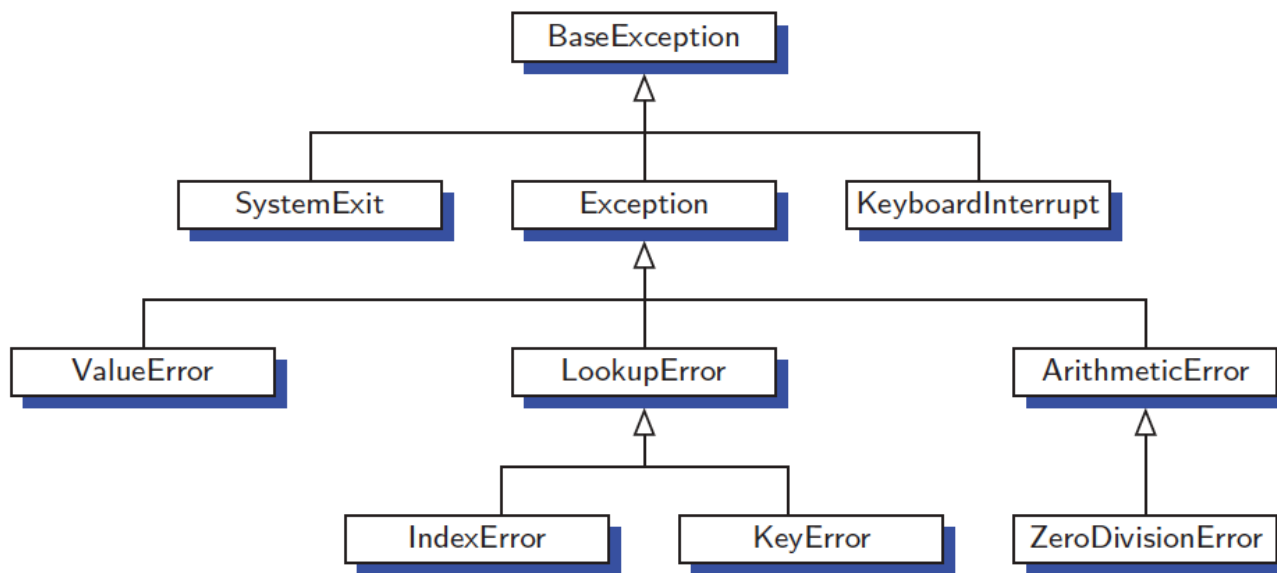 BaseException
SystemExit
Exception
KeyboardInterrupt
ValueError
LookupError
ArithmeticError
IndexError
KeyError
ZeroDivisionError